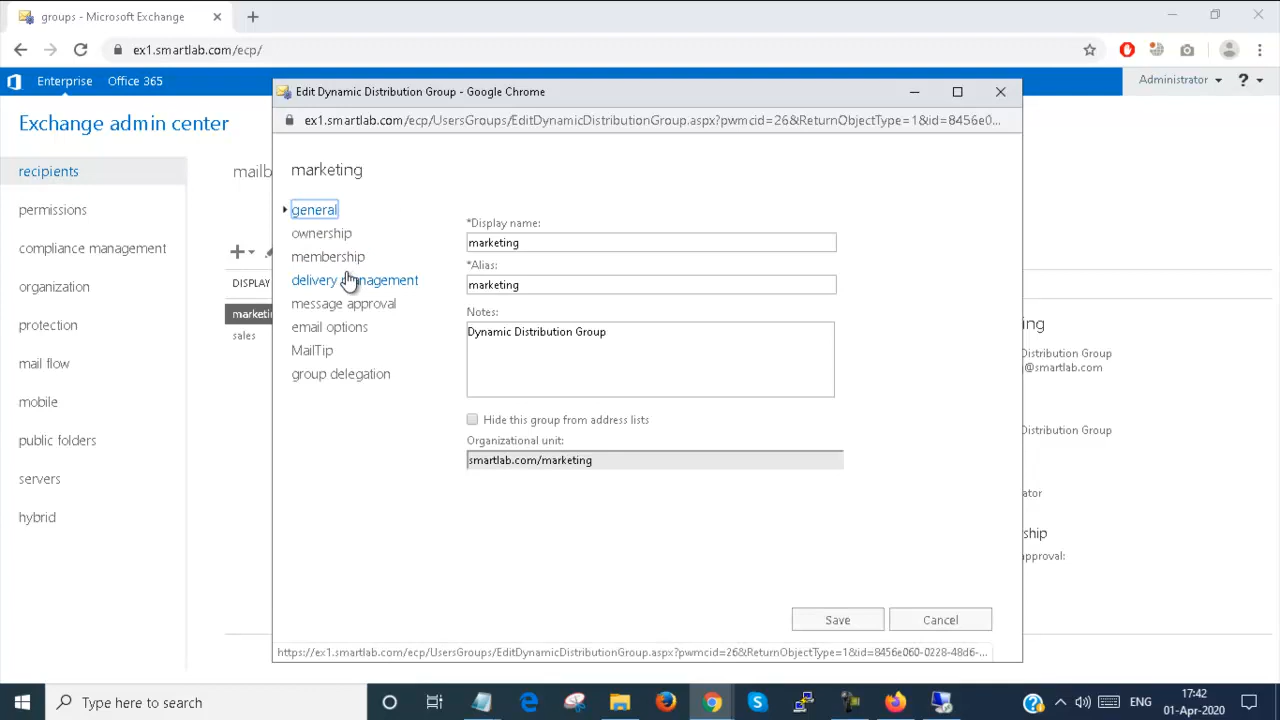 groups - Microsoft Exchange
ex1.smartlab.com/ecp/
Enterprise Office 365
Administrator ?
Exchange admin center
recipients
permissions
compliance management
organization
protection
mail flow
mobile
public folders
servers
hybrid
mailb
DISPLAY
marketi
sales
Edit Dynamic Distribution Group - Google Chrome
ex1.smartlab.com/ecp/UsersGroups/EditDynamicDistributionGroup.aspx?pwmcid=26&ReturnObjectType=1&id=8456e0...
marketing
general
ownership
membership
delivery management
message approval
email options
MailTip
group delegation
*Display name:
marketing
*Alias:
marketing
Notes:
Dynamic Distribution Group
Hide this group from address lists
Organizational unit:
smartlab.com/marketing
Save Cancel
https://ex1.smartlab.com/ecp/UsersGroups/EditDynamicDistributionGroup.aspx?pwmcid=26&ReturnObjectType=1&id=8456e060-0228-48d6-...
ing
Distribution Group
@smartlab.com
Distribution Group
ator
ship
approval:
Type here to search
ENG
17:42
01-Apr-2020